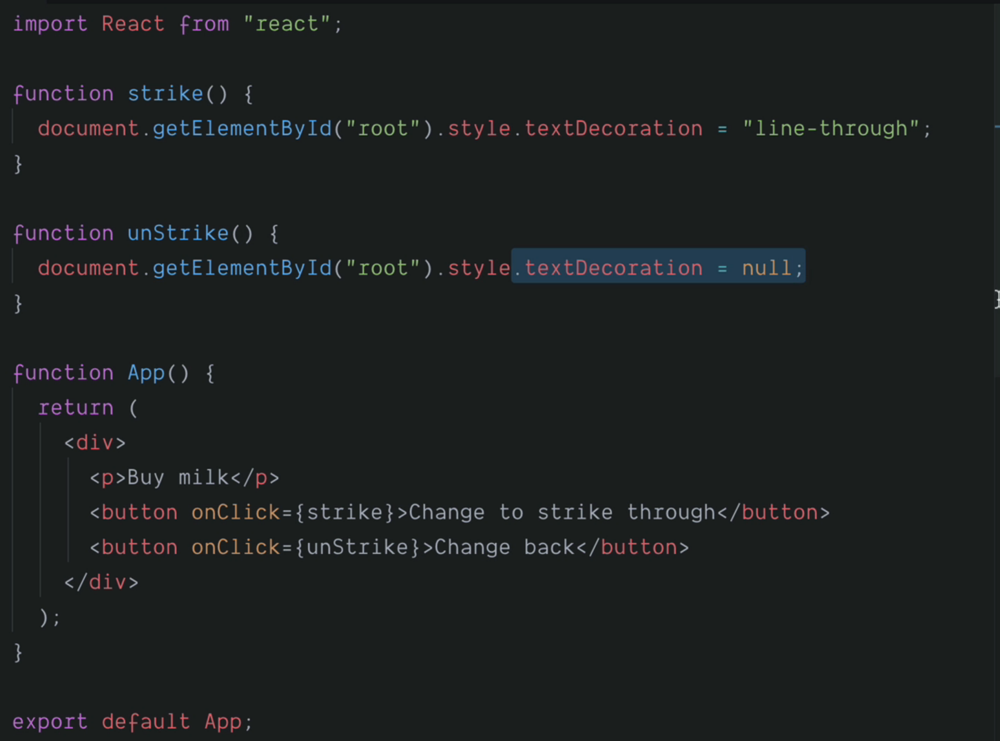 import React from "react";
function strike() {
  document.getElementById("root").style.textDecoration = "line-through";
}
function unStrike() {
  document.getElementById("root").style.textDecoration = null;
}
function App() {
  return (
    <div>
      <p>Buy milk</p>
      <button onClick={strike}>Change to strike through</button>
      <button onClick={unStrike}>Change back</button>
    </div>
  );
}
export default App;